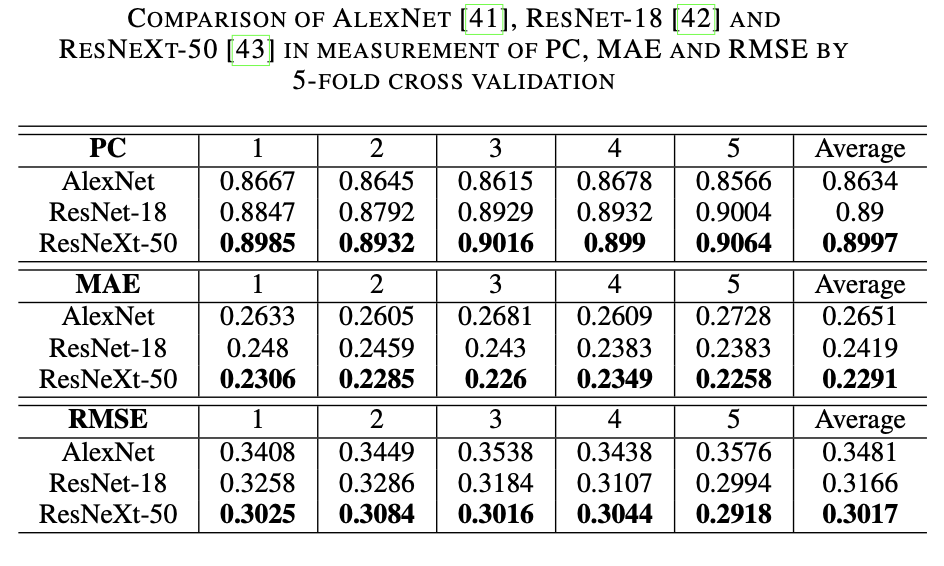 COMPARISON OF ALEXNET [41], RESNET-18 [42] AND
RESNEXT-50 [43] IN MEASUREMENT OF PC, MAE AND RMSE BY
5-FOLD CROSS VALIDATION
PC 1 2 3 4 5 Average
AlexNet 0.8667 0.8645 0.8615 0.8678 0.8566 0.8634
ResNet-18 0.8847 0.8792 0.8929 0.8932 0.9004 0.89
ResNeXt-50 0.8985 0.8932 0.9016 0.899 0.9064 0.8997
MAE 1 2 3 4 5 Average
AlexNet 0.2633 0.2605 0.2681 0.2609 0.2728 0.2651
ResNet-18 0.248 0.2459 0.243 0.2383 0.2383 0.2419
ResNeXt-50 0.2306 0.2285 0.226 0.2349 0.2258 0.2291
RMSE 1 2 3 4 5 Average
AlexNet 0.3408 0.3449 0.3538 0.3438 0.3576 0.3481
ResNet-18 0.3258 0.3286 0.3184 0.3107 0.2994 0.3166
ResNeXt-50 0.3025 0.3084 0.3016 0.3044 0.2918 0.3017